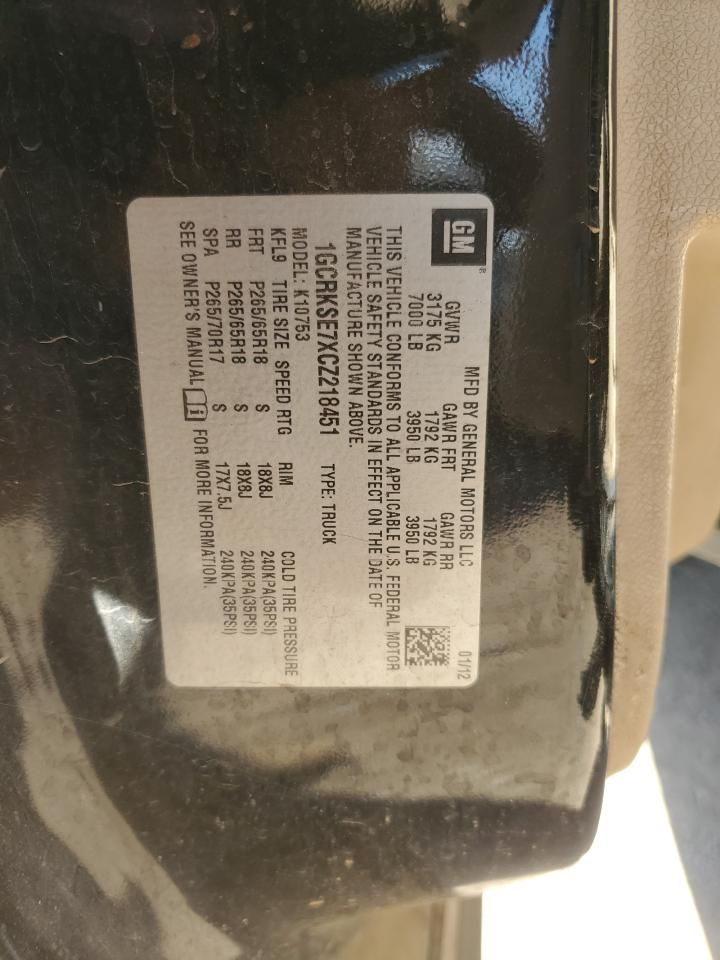 GM ®
MFD BY GENERAL MOTORS LLC 01/12
GVWR GAWR FRT GAWR RR
3175 KG 1792 KG 1792 KG
7000 LB 3950 LB 3950 LB
THIS VEHICLE CONFORMS TO ALL APPLICABLE U.S. FEDERAL MOTOR
VEHICLE SAFETY STANDARDS IN EFFECT ON THE DATE OF
MANUFACTURE SHOWN ABOVE.
1GCRKSE7XCZ218451 TYPE: TRUCK
MODEL: K10753
KFL9 TIRE SIZE SPEED RTG RIM COLD TIRE PRESSURE
FRT P265/65R18 S 18X8J 240KPA(35PSI)
RR P265/65R18 S 18X8J 240KPA(35PSI)
SPA P265/70R17 S 17X7.5J 240KPA(35PSI)
SEE OWNER'S MANUAL FOR MORE INFORMATION.